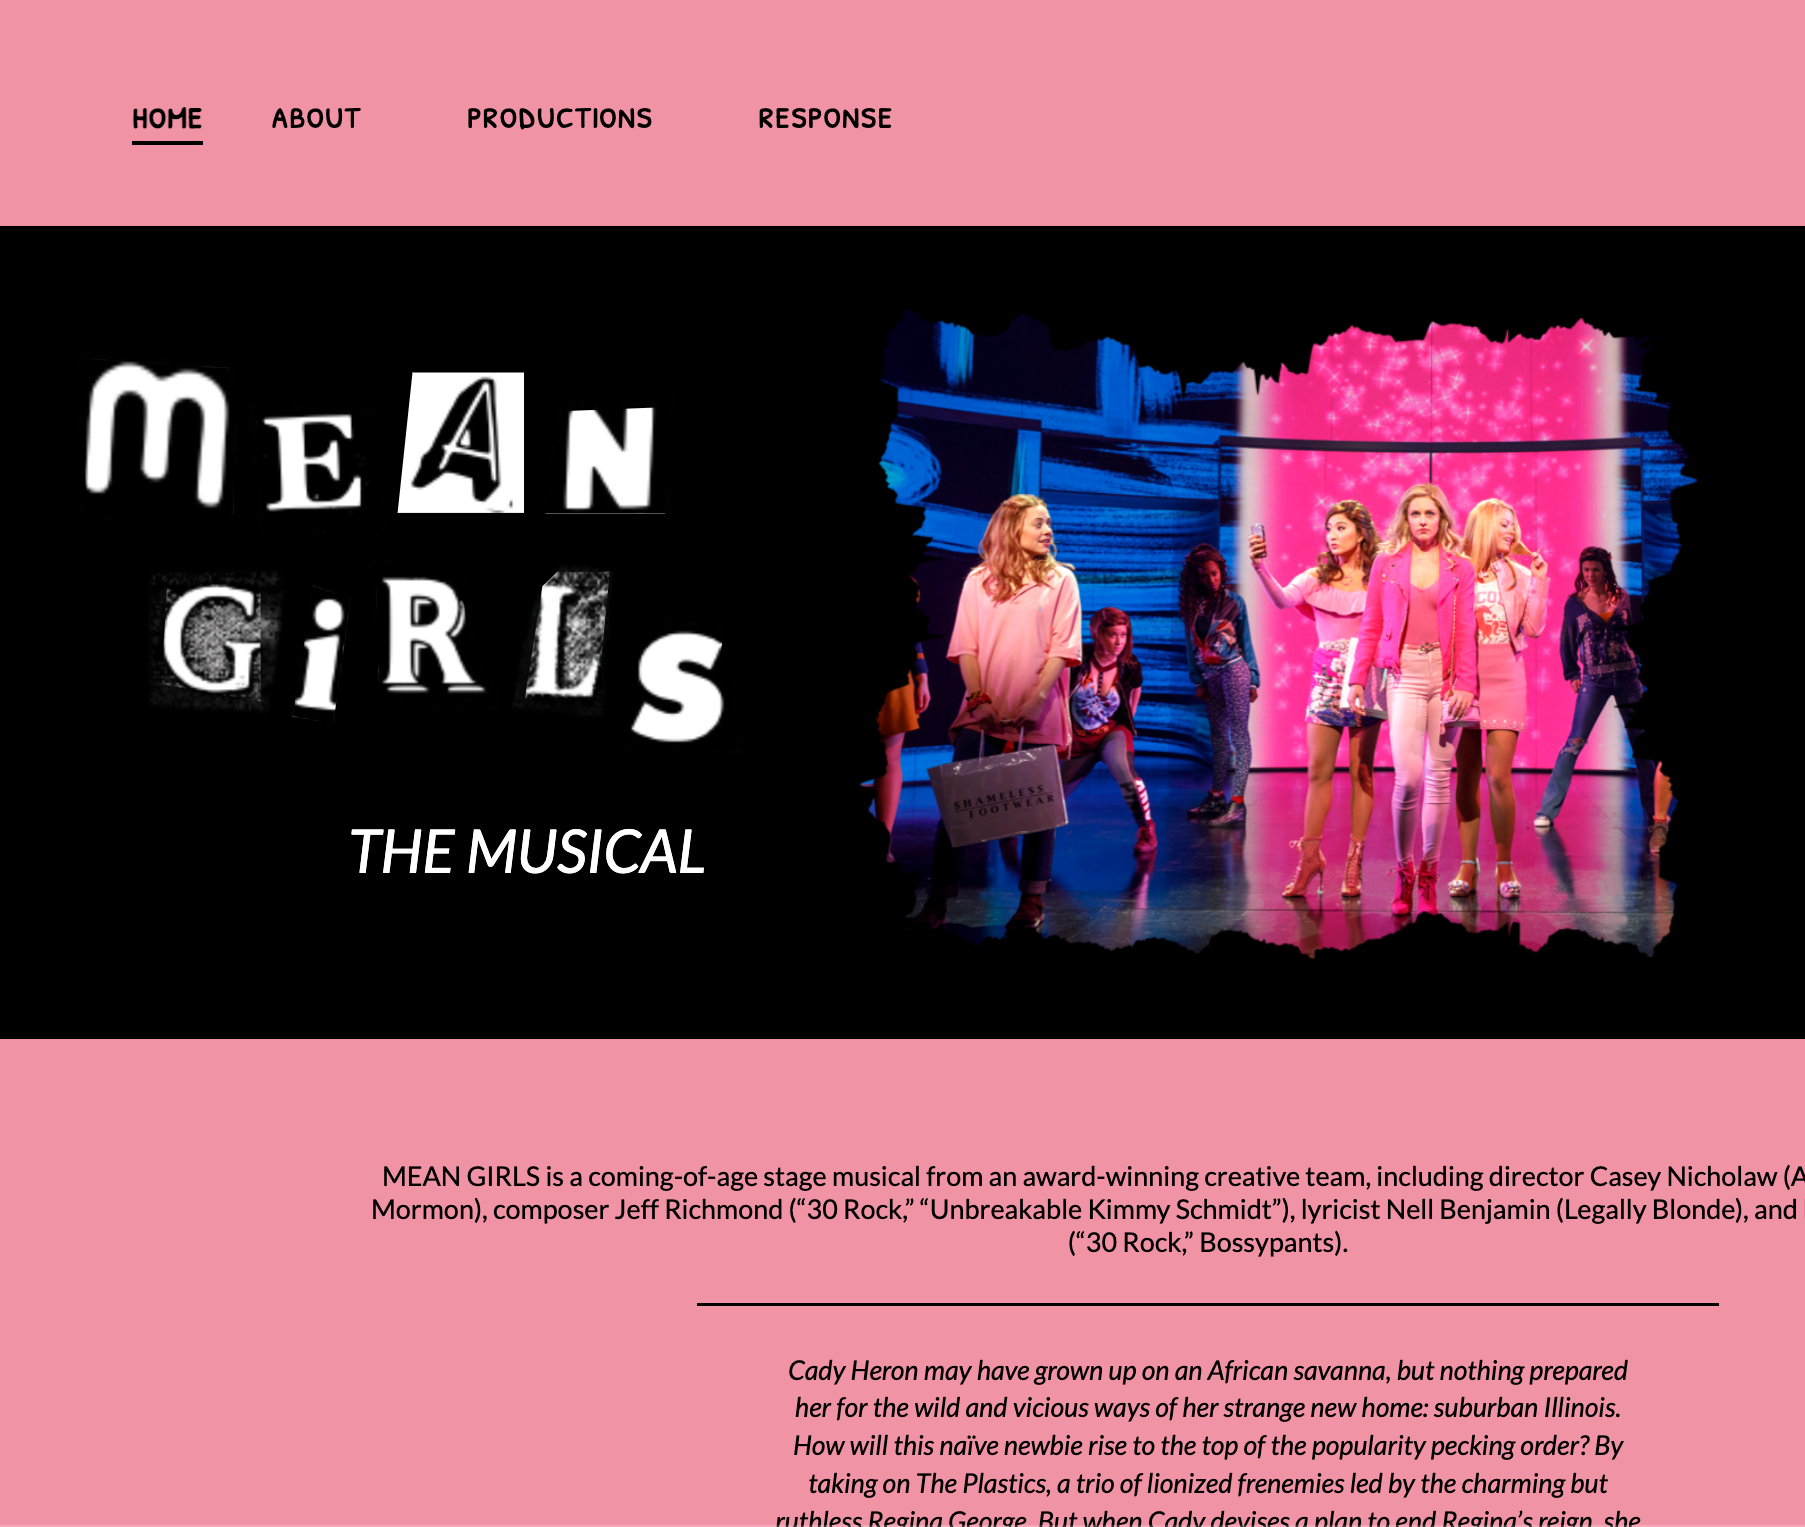 HOME ABOUT PRODUCTIONS RESPONSE
MEAN
GiRLS
THE MUSICAL
SHAMELESS
FOOTWEAR
MEAN GIRLS is a coming-of-age stage musical from an award-winning creative team, including director Casey Nicholaw (A
Mormon), composer Jeff Richmond (“30 Rock,” “Unbreakable Kimmy Schmidt”), lyricist Nell Benjamin (Legally Blonde), and
(“30 Rock,” Bossypants).
Cady Heron may have grown up on an African savanna, but nothing prepared
her for the wild and vicious ways of her strange new home: suburban Illinois.
How will this naïve newbie rise to the top of the popularity pecking order? By
taking on The Plastics, a trio of lionized frenemies led by the charming but
ruthless Regina George. But when Cady devises a plan to end Regina’s reign, she